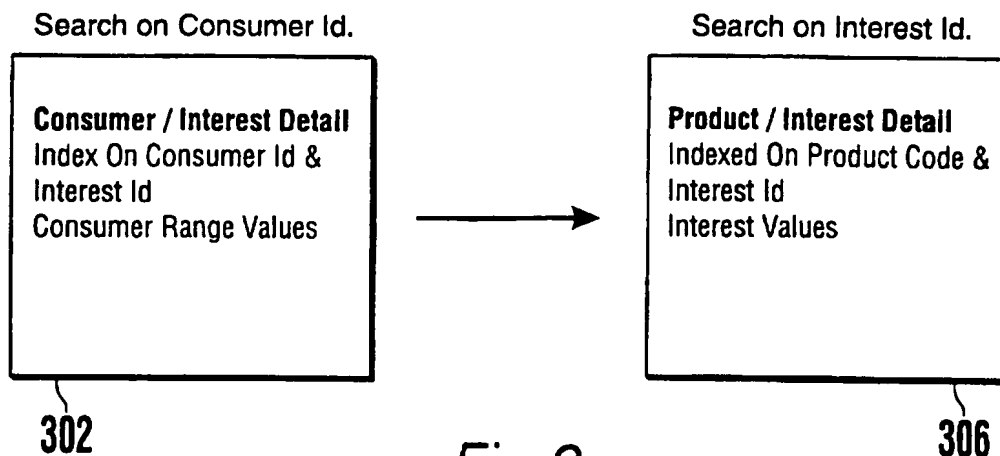 Search on Consumer Id.
Consumer / Interest Detail
Index On Consumer Id &
Interest Id
Consumer Range Values
302
Search on Interest Id.
Product / Interest Detail
Indexed On Product Code &
Interest Id
Interest Values
306